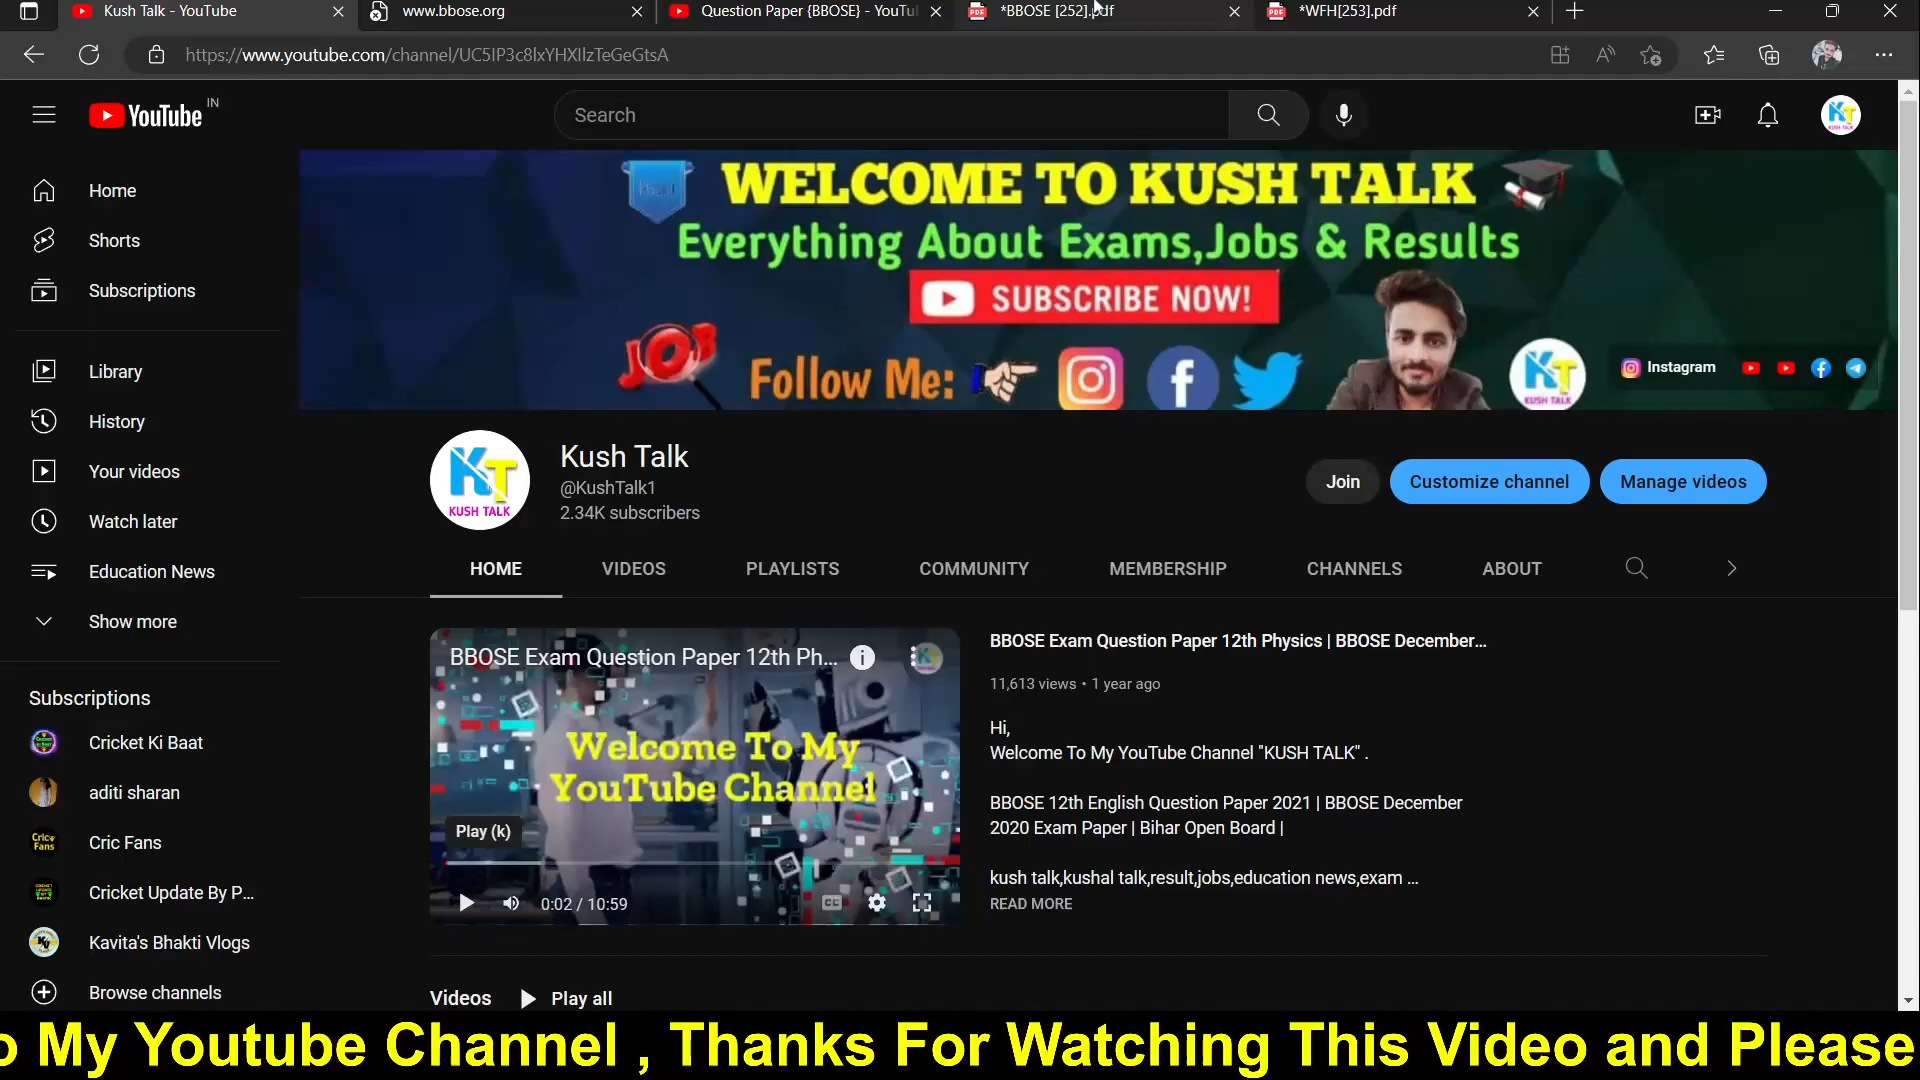 Kush Talk - YouTube
www.bbose.org
Question Paper {BBOSE} - YouTu
*BBOSE [252].pdf
*WFH[253].pdf
https://www.youtube.com/channel/UC5IP3c8lxYHXIlzTeGeGtsA
YouTube IN
Search
KT
KUSH TALK
Home
Shorts
Subscriptions
Library
History
Your videos
Watch later
Education News
Show more
Subscriptions
Cricket Ki Baat
aditi sharan
Cric Fans
Cricket Update By P...
Kavita's Bhakti Vlogs
Browse channels
WELCOME TO KUSH TALK
Everything About Exams,Jobs & Results
SUBSCRIBE NOW!
JOB
Follow Me:
KT
KUSH TALK
Instagram
KT
KUSH TALK
Kush Talk
@KushTalk1
2.34K subscribers
Join
Customize channel
Manage videos
HOME
VIDEOS
PLAYLISTS
COMMUNITY
MEMBERSHIP
CHANNELS
ABOUT
BBOSE Exam Question Paper 12th Ph...
Welcome To My
YouTube Channel
Play (k)
0:02 / 10:59
BBOSE Exam Question Paper 12th Physics | BBOSE December...
11,613 views • 1 year ago
Hi,
Welcome To My YouTube Channel "KUSH TALK" .
BBOSE 12th English Question Paper 2021 | BBOSE December
2020 Exam Paper | Bihar Open Board |
kush talk,kushal talk,result,jobs,education news,exam ...
READ MORE
Videos
Play all
o My Youtube Channel , Thanks For Watching This Video and Please